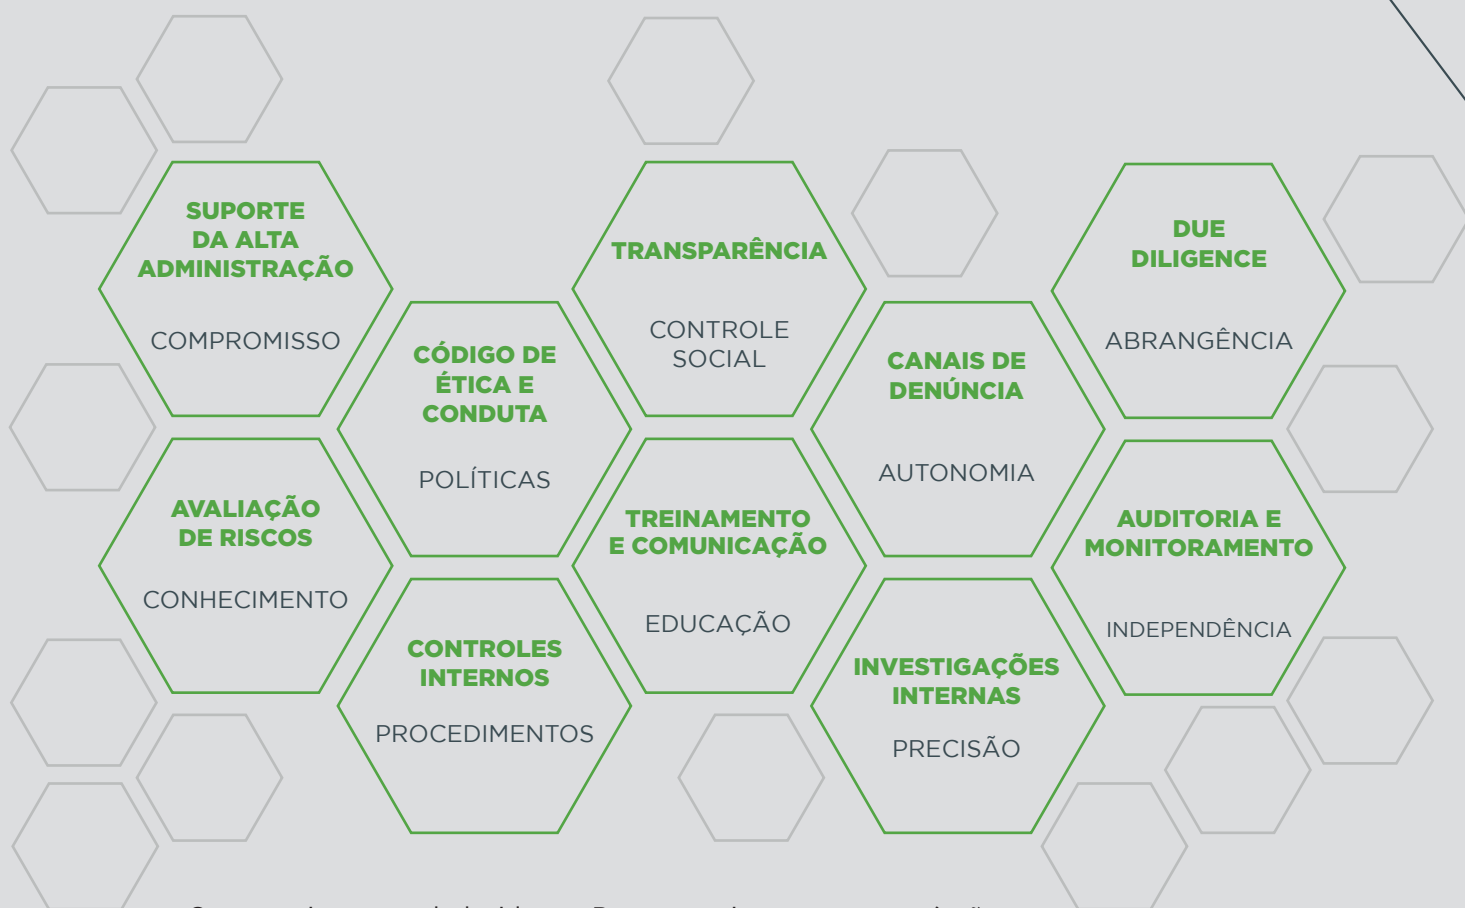 SUPORTE
DA ALTA
ADMINISTRAÇÃO
COMPROMISSO
AVALIAÇÃO
DE RISCOS
CONHECIMENTO
CÓDIGO DE
ÉTICA E
CONDUTA
POLÍTICAS
CONTROLES
INTERNOS
PROCEDIMENTOS
TRANSPARÊNCIA
CONTROLE
SOCIAL
TREINAMENTO
E COMUNICAÇÃO
EDUCAÇÃO
CANAIS DE
DENÚNCIA
AUTONOMIA
INVESTIGAÇÕES
INTERNAS
PRECISÃO
DUE
DILIGENCE
ABRANGÊNCIA
AUDITORIA E
MONITORAMENTO
INDEPENDÊNCIA